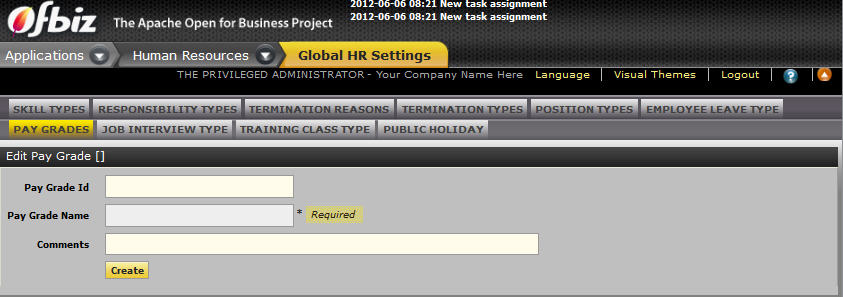 2012-06-06 08:21 New task assignment
2012-06-06 08:21 New task assignment
Ofbiz The Apache Open for Business Project
Applications Human Resources Global HR Settings
THE PRIVILEGED ADMINISTRATOR - Your Company Name Here Language Visual Themes Logout ?
SKILL TYPES RESPONSIBILITY TYPES TERMINATION REASONS TERMINATION TYPES POSITION TYPES EMPLOYEE LEAVE TYPE
PAY GRADES JOB INTERVIEW TYPE TRAINING CLASS TYPE PUBLIC HOLIDAY
Edit Pay Grade []
Pay Grade Id
Pay Grade Name * Required
Comments
Create